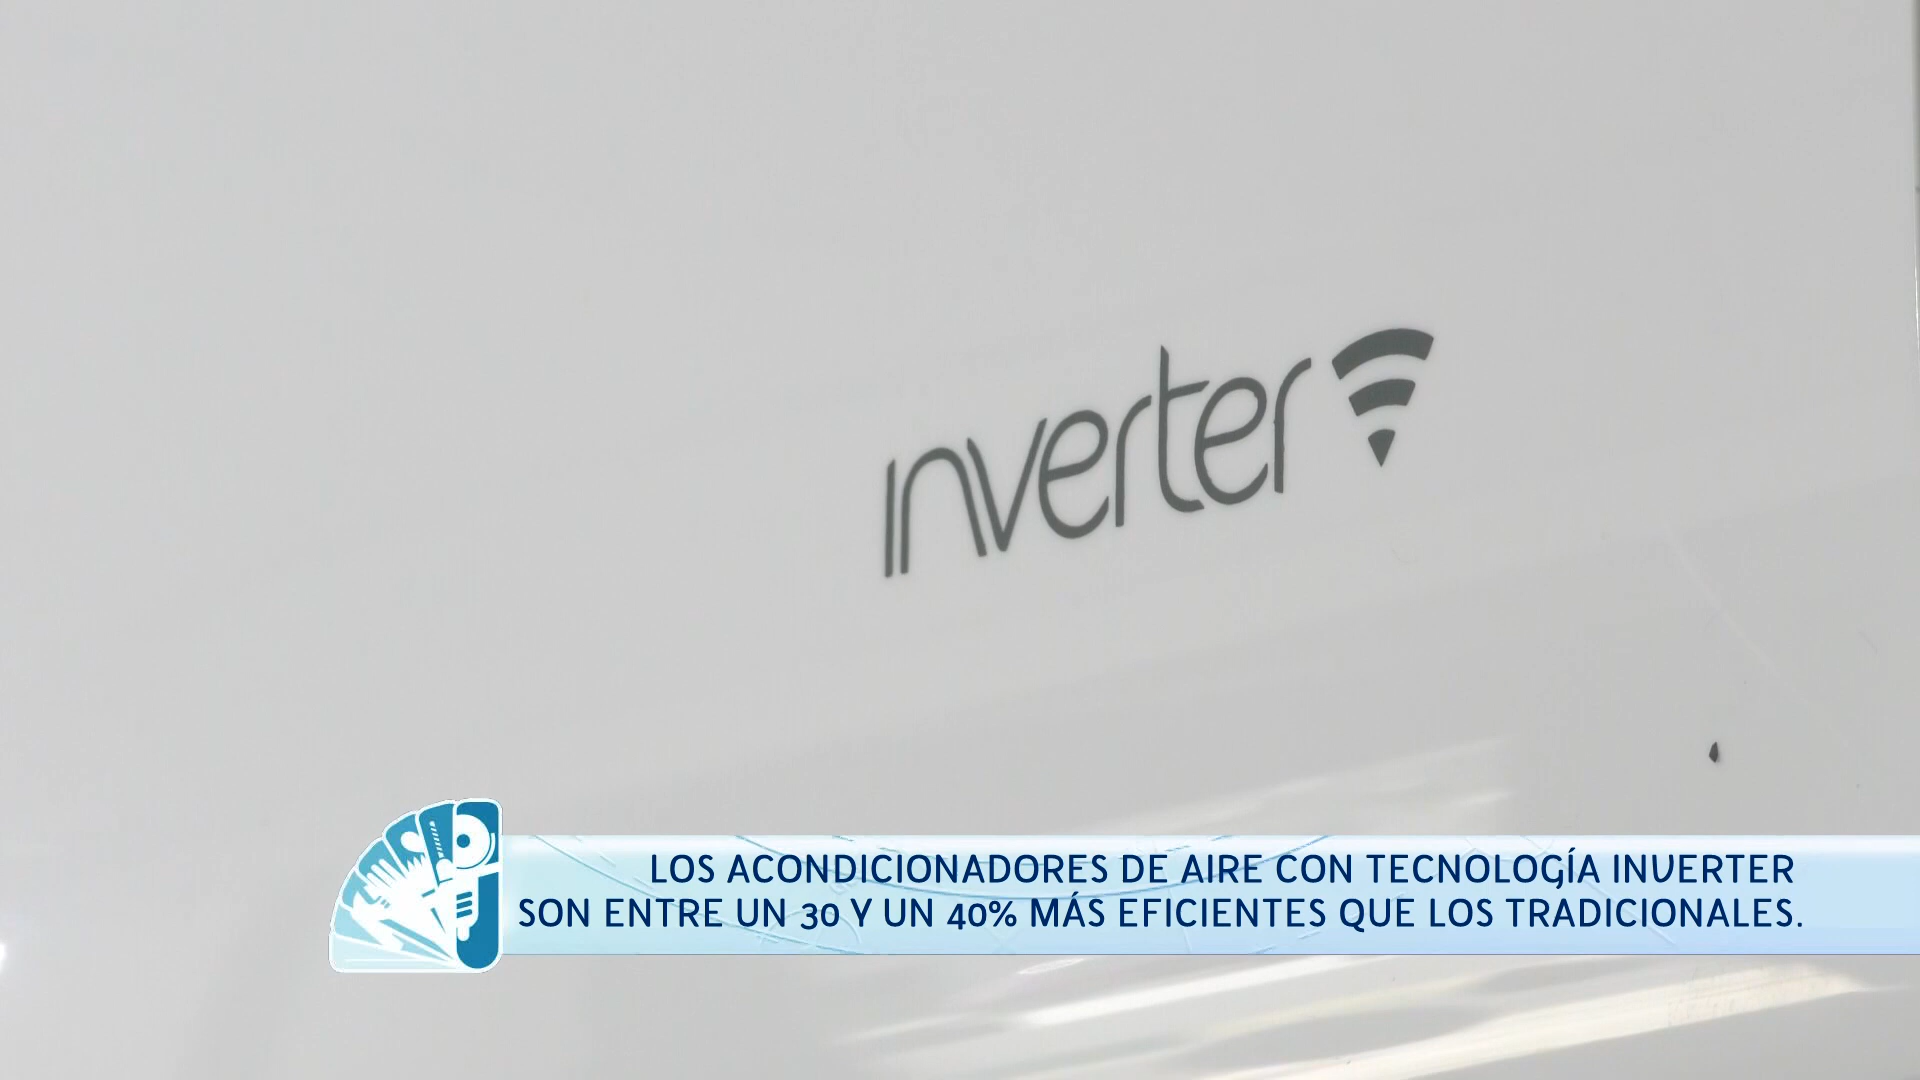 inverter
LOS ACONDICIONADORES DE AIRE CON TECNOLOGÍA INVERTER
SON ENTRE UN 30 Y UN 40% MÁS EFICIENTES QUE LOS TRADICIONALES.